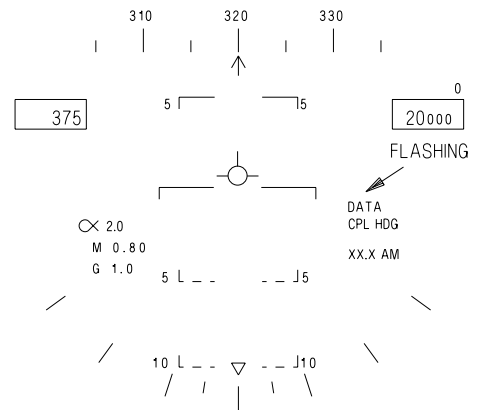 310 320 330
0
375
5 5
20000
FLASHING
DATA
CPL HDG
α 2.0
M 0.80
XX.X AM
G 1.0
5 5
10 10